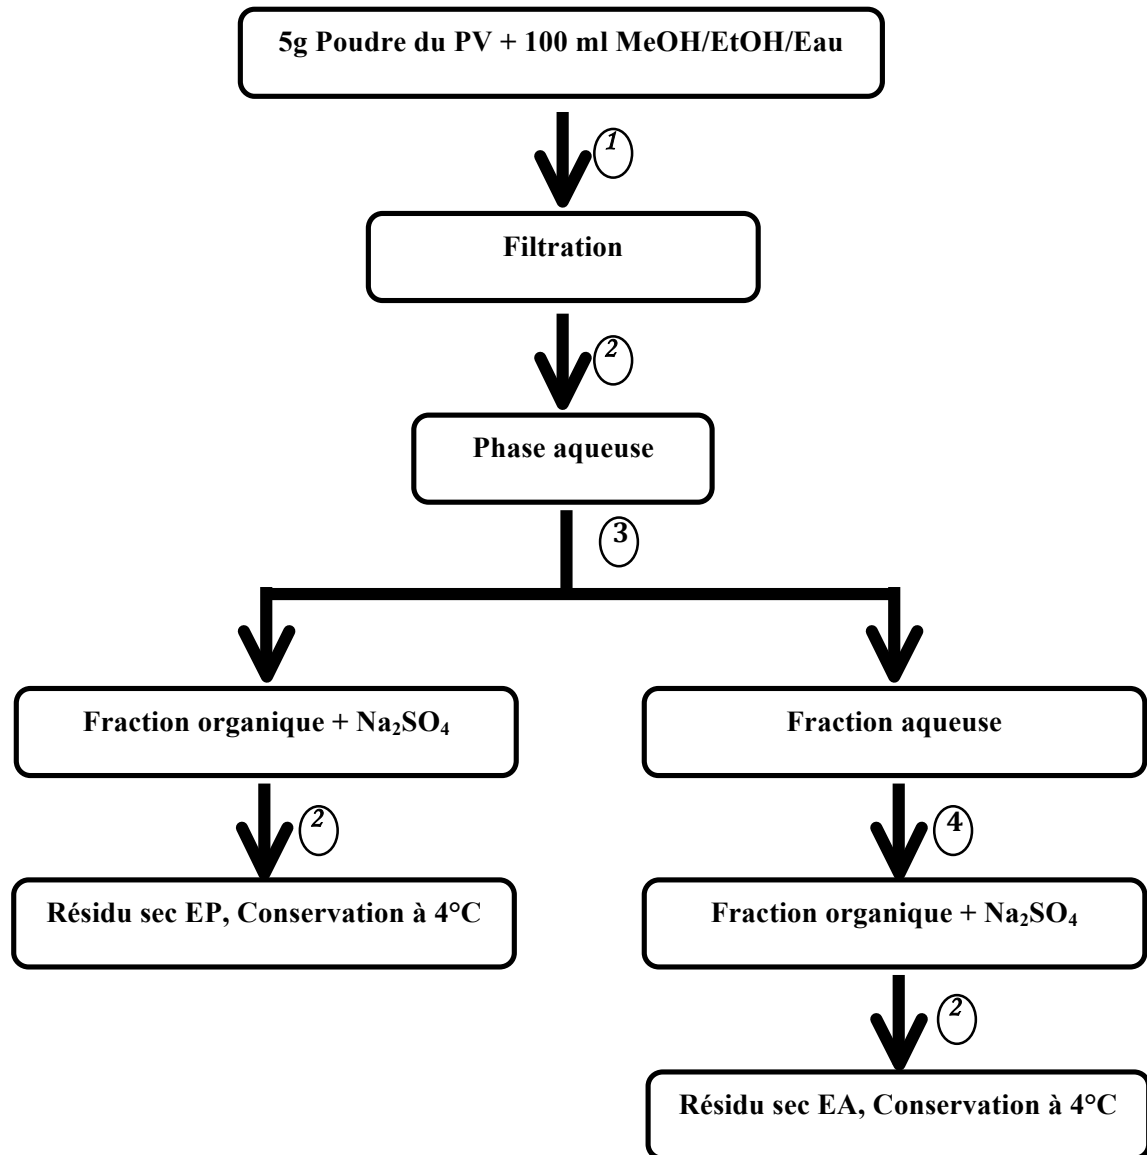 5g Poudre du PV + 100 ml MeOH/EtOH/Eau
1
Filtration
2
Phase aqueuse
3
Fraction organique + Na₂SO₄
Fraction aqueuse
2
4
Résidu sec EP, Conservation à 4°C
Fraction organique + Na₂SO₄
2
Résidu sec EA, Conservation à 4°C